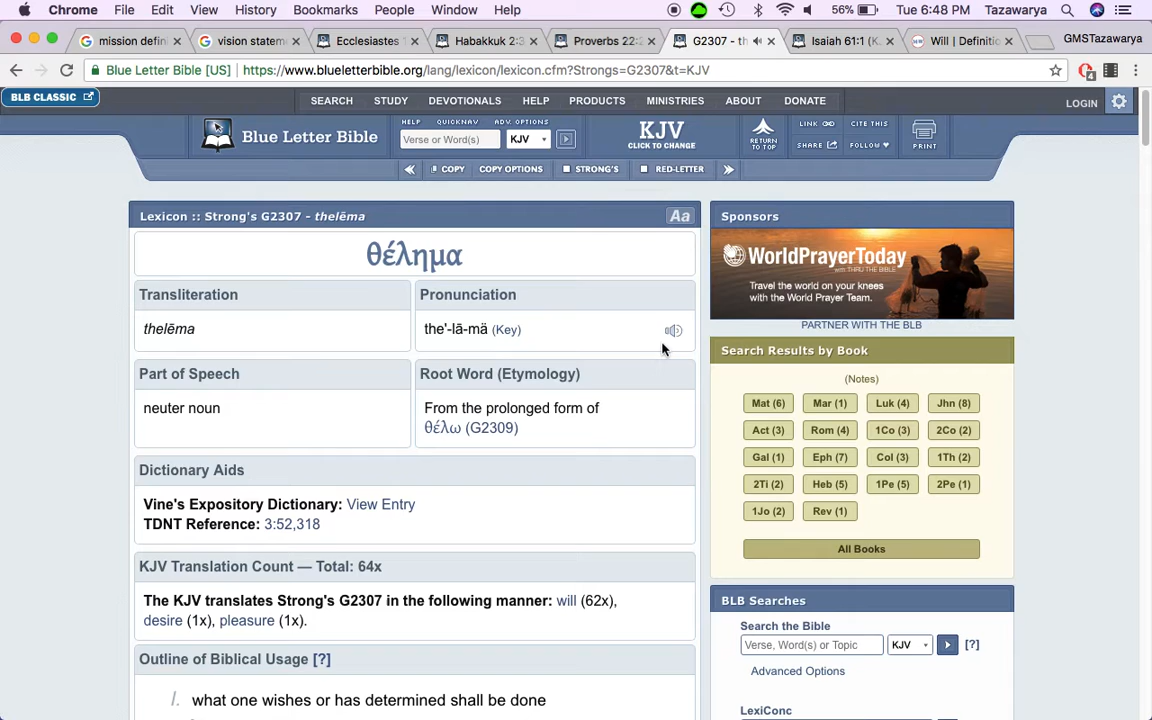 Chrome File Edit View History Bookmarks People Window Help 56% Tue 6:48 PM Tazawarya
mission defin vision statem Ecclesiastes 1 Habakkuk 2:3 Proverbs 22:2 G2307 - th Isaiah 61:1 (K Will | Definitio GMSTazawarya
Blue Letter Bible [US] https://www.blueletterbible.org/lang/lexicon/lexicon.cfm?Strongs=G2307&t=KJV
BLB CLASSIC SEARCH STUDY DEVOTIONALS HELP PRODUCTS MINISTRIES ABOUT DONATE LOGIN
HELP QUICKNAV ADV. OPTIONS
Blue Letter Bible Verse or Word(s) KJV
KJV
CLICK TO CHANGE
RETURN TO TOP
LINK CITE THIS
SHARE FOLLOW PRINT
COPY COPY OPTIONS STRONG'S RED-LETTER
Lexicon :: Strong's G2307 - thelēma Aa
θέλημα
Transliteration
thelēma
Pronunciation
the'-lā-mä (Key)
Part of Speech
neuter noun
Root Word (Etymology)
From the prolonged form of
θέλω (G2309)
Dictionary Aids
Vine's Expository Dictionary: View Entry
TDNT Reference: 3:52,318
KJV Translation Count — Total: 64x
The KJV translates Strong's G2307 in the following manner: will (62x),
desire (1x), pleasure (1x).
Outline of Biblical Usage [?]
I. what one wishes or has determined shall be done
Sponsors
WorldPrayerToday
with THRU THE BIBLE
Travel the world on your knees
with the World Prayer Team.
PARTNER WITH THE BLB
Search Results by Book
(Notes)
Mat (6) Mar (1) Luk (4) Jhn (8)
Act (3) Rom (4) 1Co (3) 2Co (2)
Gal (1) Eph (7) Col (3) 1Th (2)
2Ti (2) Heb (5) 1Pe (5) 2Pe (1)
1Jo (2) Rev (1)
All Books
BLB Searches
Search the Bible
Verse, Word(s) or Topic KJV [?]
Advanced Options
LexiConc